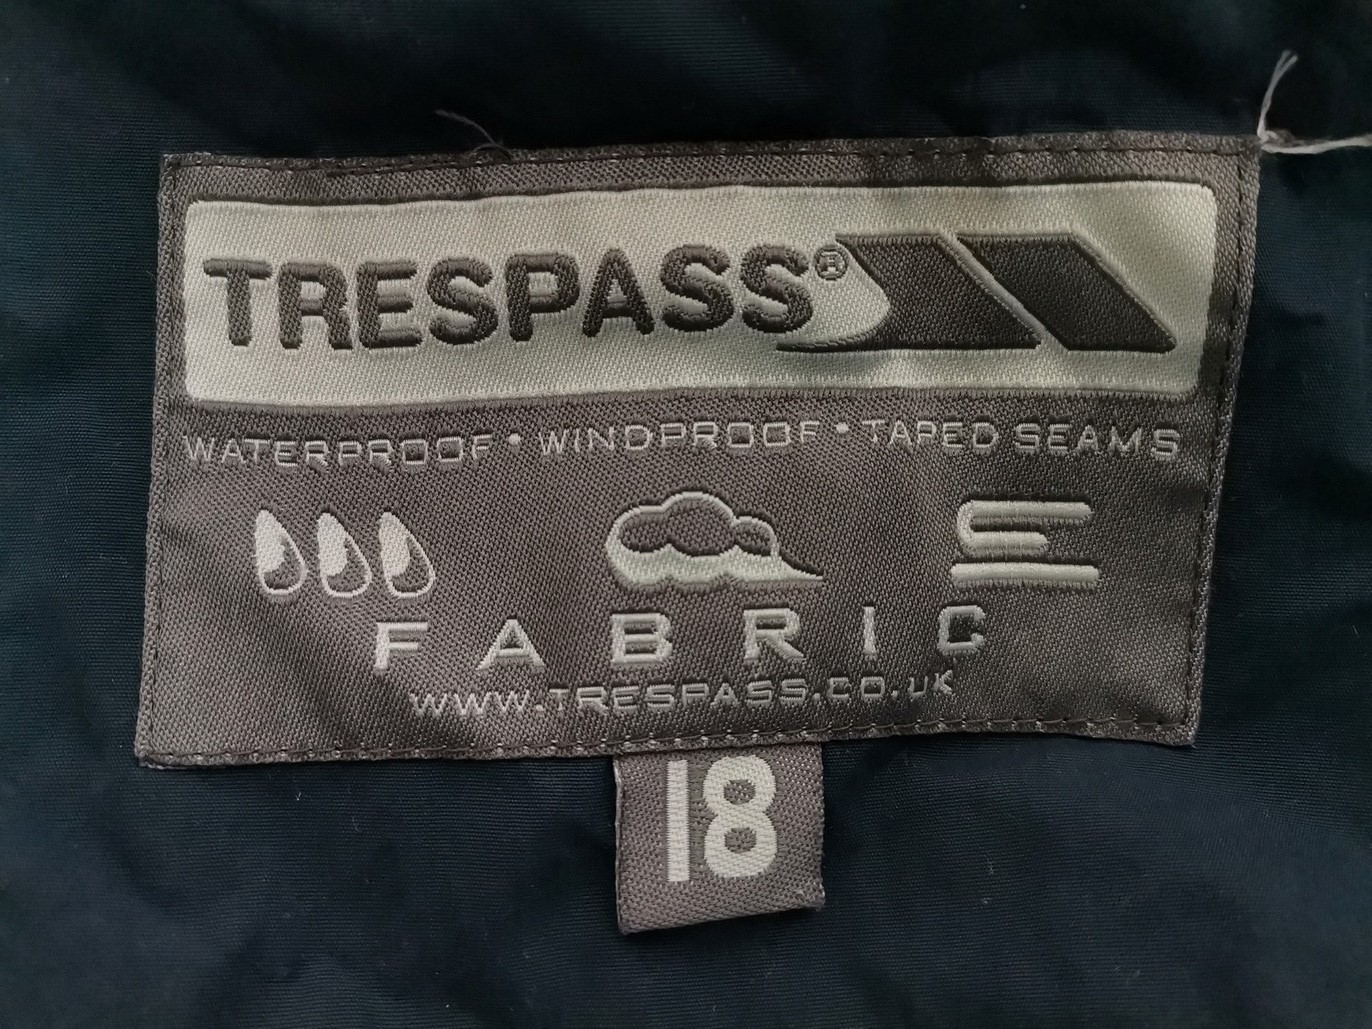 TRESPASS®
WATERPROOF • WINDPROOF • TAPED SEAMS
FABRIC
WWW.TRESPASS.CO.UK
18